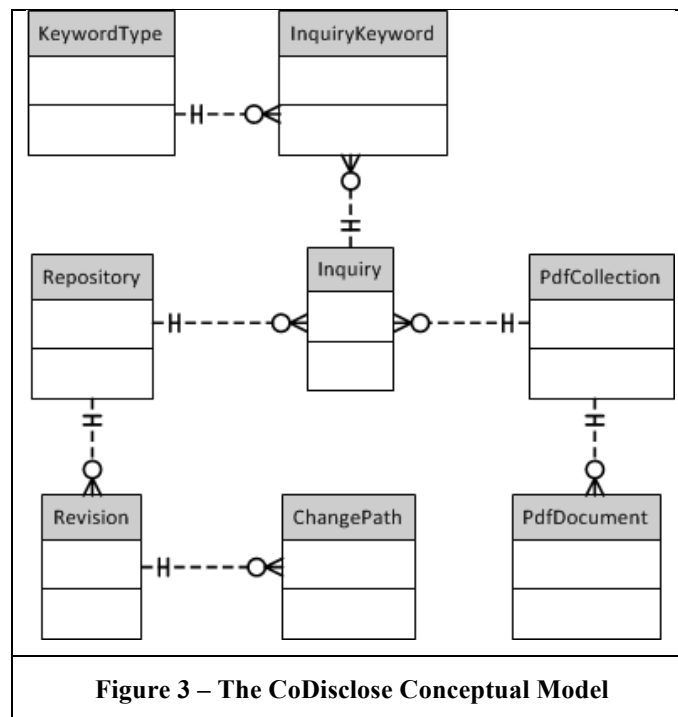 KeywordType
InquiryKeyword
Repository
Inquiry
PdfCollection
Revision
ChangePath
PdfDocument
Figure 3 – The CoDisclose Conceptual Model